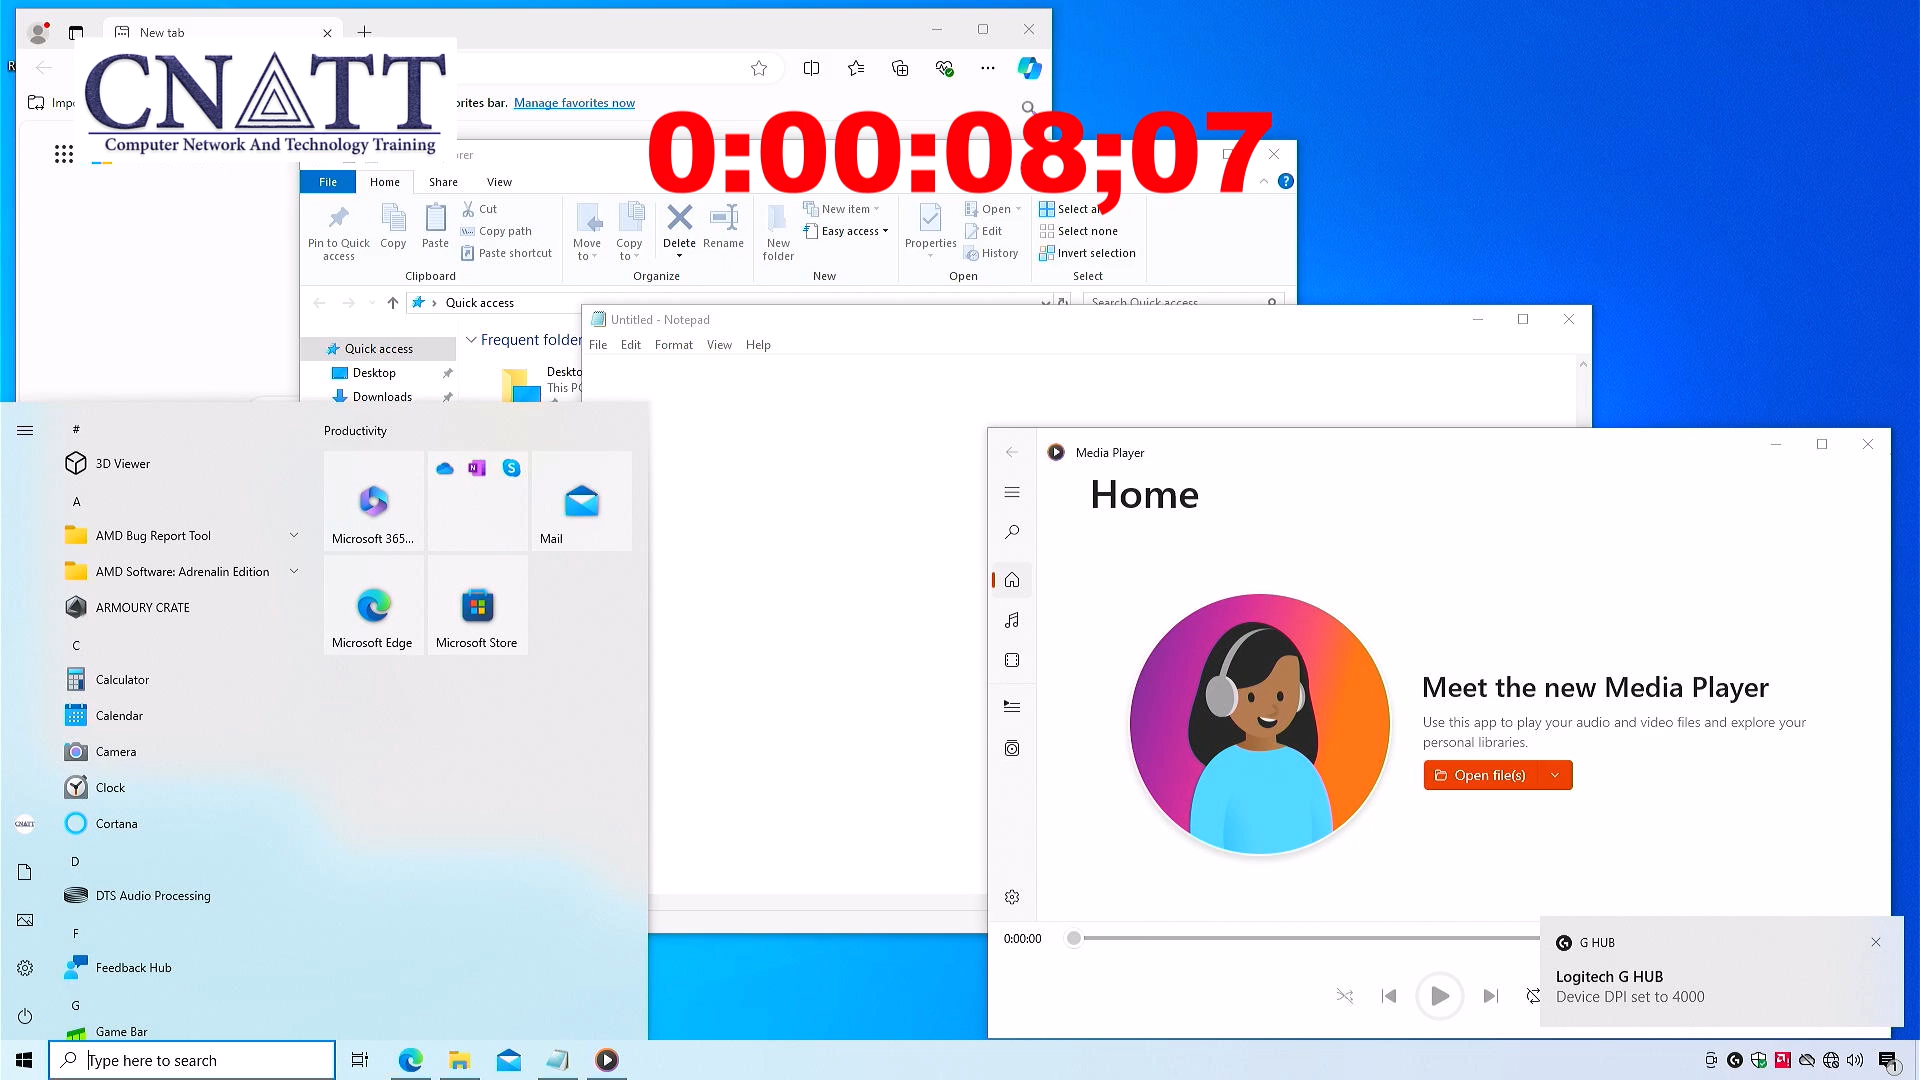 New tab
CNATT
Computer Network And Technology Training
Manage favorites now
0:00:08;07
File
Home
Share
View
Pin to Quick access
Copy
Paste
Cut
Copy path
Paste shortcut
Clipboard
Move to
Copy to
Delete
Rename
Organize
New folder
New item
Easy access
New
Properties
Open
Edit
History
Open
Select none
Invert selection
Select
Quick access
Search Quick access
Quick access
Desktop
Downloads
Frequent folder
This PC
Untitled - Notepad
File
Edit
Format
View
Help
#
3D Viewer
A
AMD Bug Report Tool
AMD Software: Adrenalin Edition
ARMOURY CRATE
C
Calculator
Calendar
Camera
Clock
Cortana
D
DTS Audio Processing
F
Feedback Hub
G
Game Bar
Productivity
Microsoft 365...
Mail
Microsoft Edge
Microsoft Store
CNATT
Media Player
Home
Meet the new Media Player
Use this app to play your audio and video files and explore your
personal libraries.
Open file(s)
0:00:00
G HUB
Logitech G HUB
Device DPI set to 4000
Type here to search
1